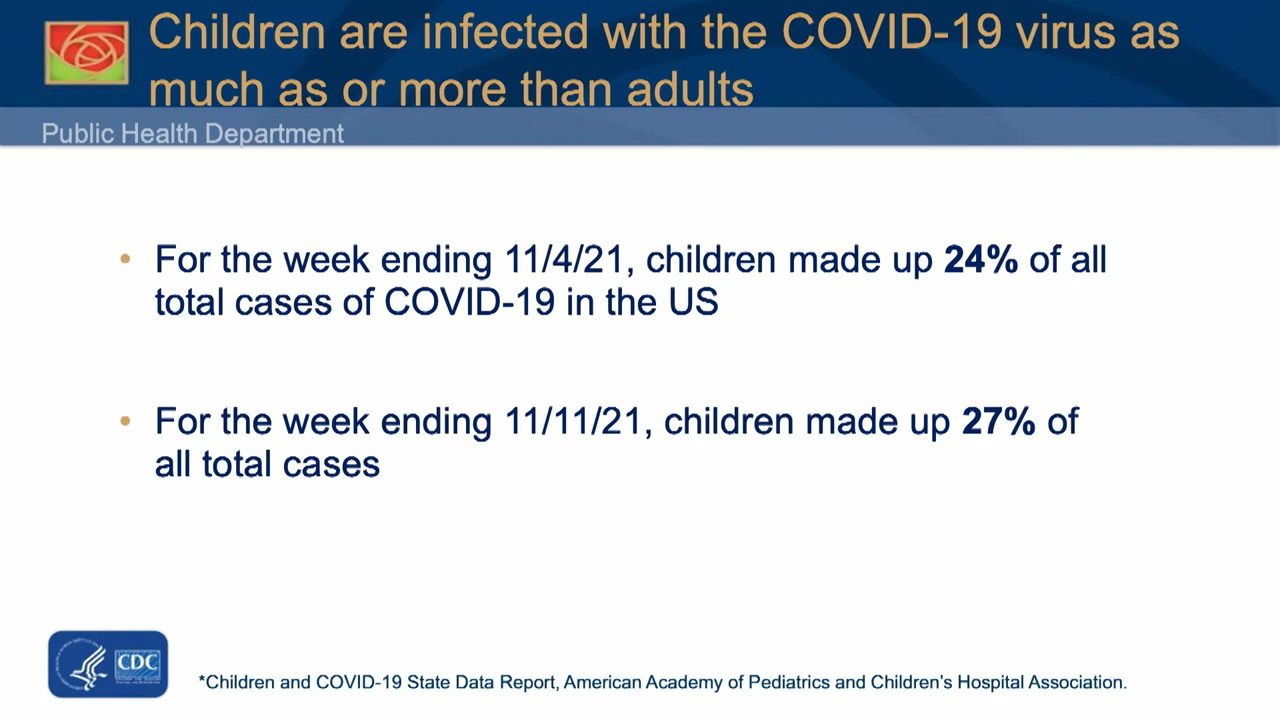 Children are infected with the COVID-19 virus as
much as or more than adults
Public Health Department
• For the week ending 11/4/21, children made up 24% of all
total cases of COVID-19 in the US
• For the week ending 11/11/21, children made up 27% of
all total cases
CDC
*Children and COVID-19 State Data Report, American Academy of Pediatrics and Children's Hospital Association.